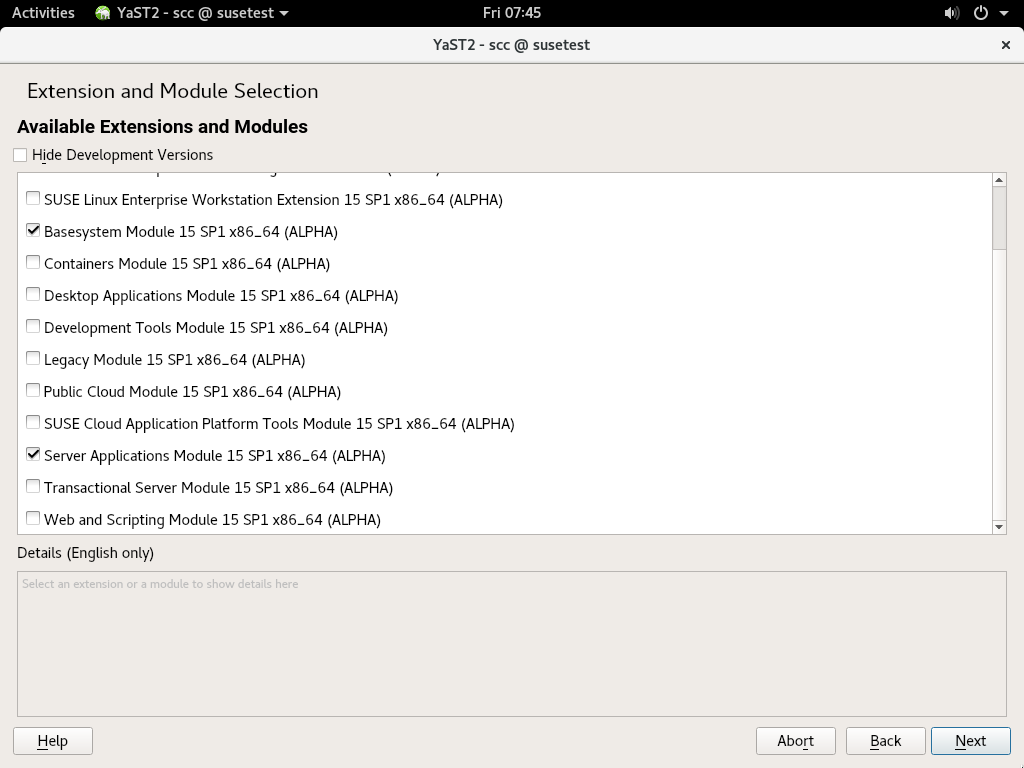 Activities YaST2 - scc @ susetest Fri 07:45
YaST2 - scc @ susetest ×
Extension and Module Selection
Available Extensions and Modules
Hide Development Versions
SUSE Linux Enterprise Workstation Extension 15 SP1 x86_64 (ALPHA)
Basesystem Module 15 SP1 x86_64 (ALPHA)
Containers Module 15 SP1 x86_64 (ALPHA)
Desktop Applications Module 15 SP1 x86_64 (ALPHA)
Development Tools Module 15 SP1 x86_64 (ALPHA)
Legacy Module 15 SP1 x86_64 (ALPHA)
Public Cloud Module 15 SP1 x86_64 (ALPHA)
SUSE Cloud Application Platform Tools Module 15 SP1 x86_64 (ALPHA)
Server Applications Module 15 SP1 x86_64 (ALPHA)
Transactional Server Module 15 SP1 x86_64 (ALPHA)
Web and Scripting Module 15 SP1 x86_64 (ALPHA)
Details (English only)
Select an extension or a module to show details here
Help Abort Back Next